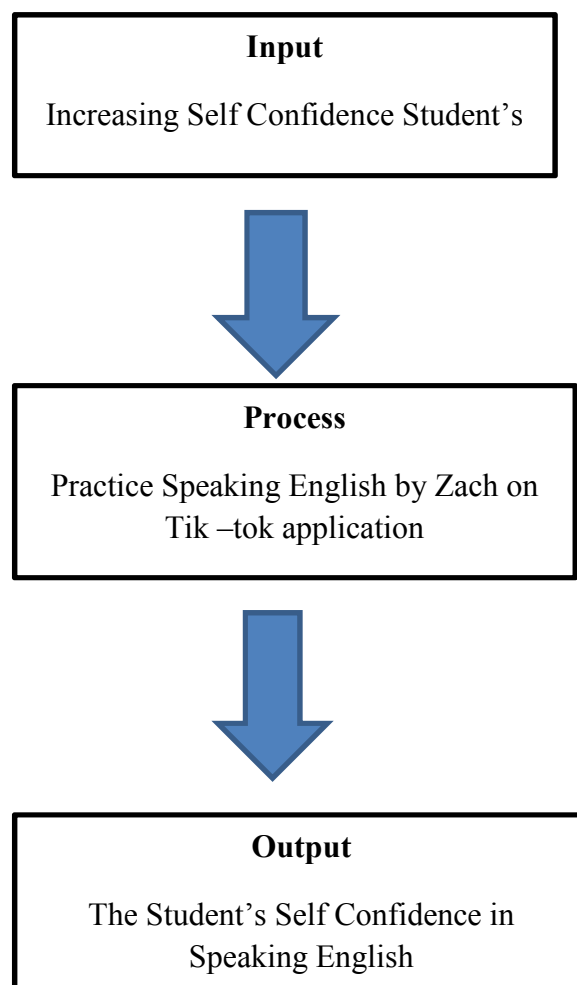 Input
Increasing Self Confidence Student’s
Process
Practice Speaking English by Zach on
Tik –tok application
Output
The Student’s Self Confidence in
Speaking English